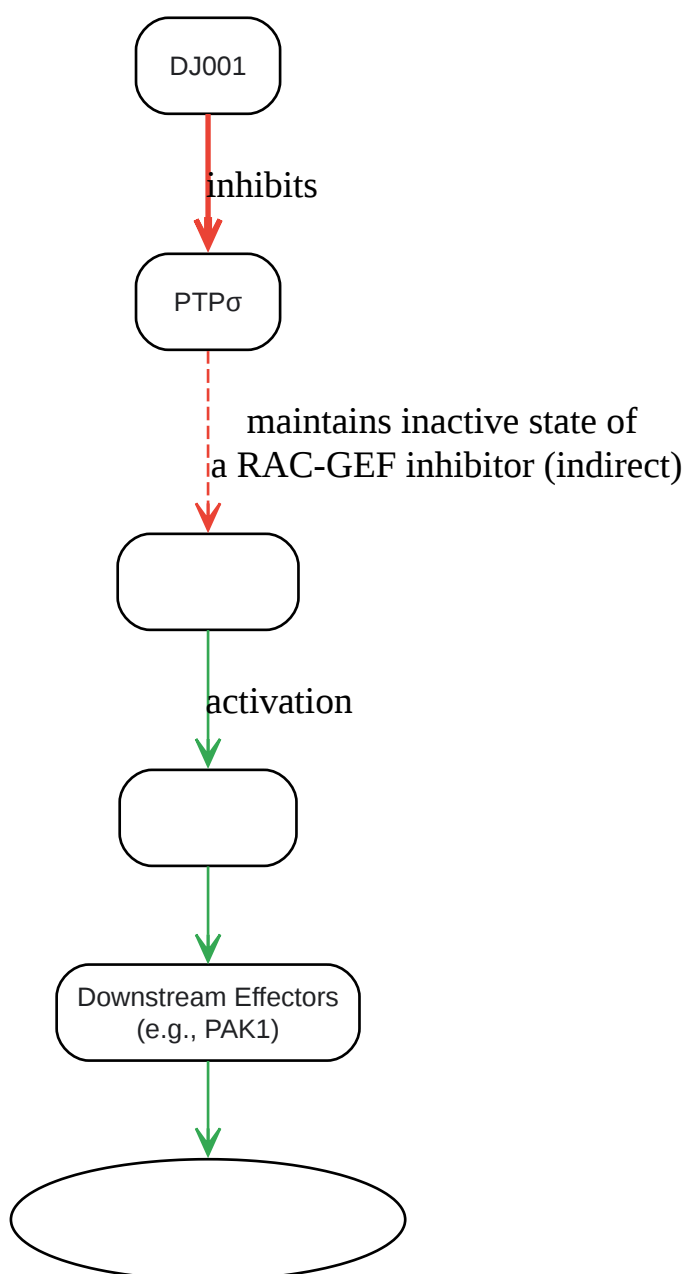 DJ001
inhibits
PTPσ
maintains inactive state of
a RAC-GEF inhibitor (indirect)
activation
Downstream Effectors
(e.g., PAK1)